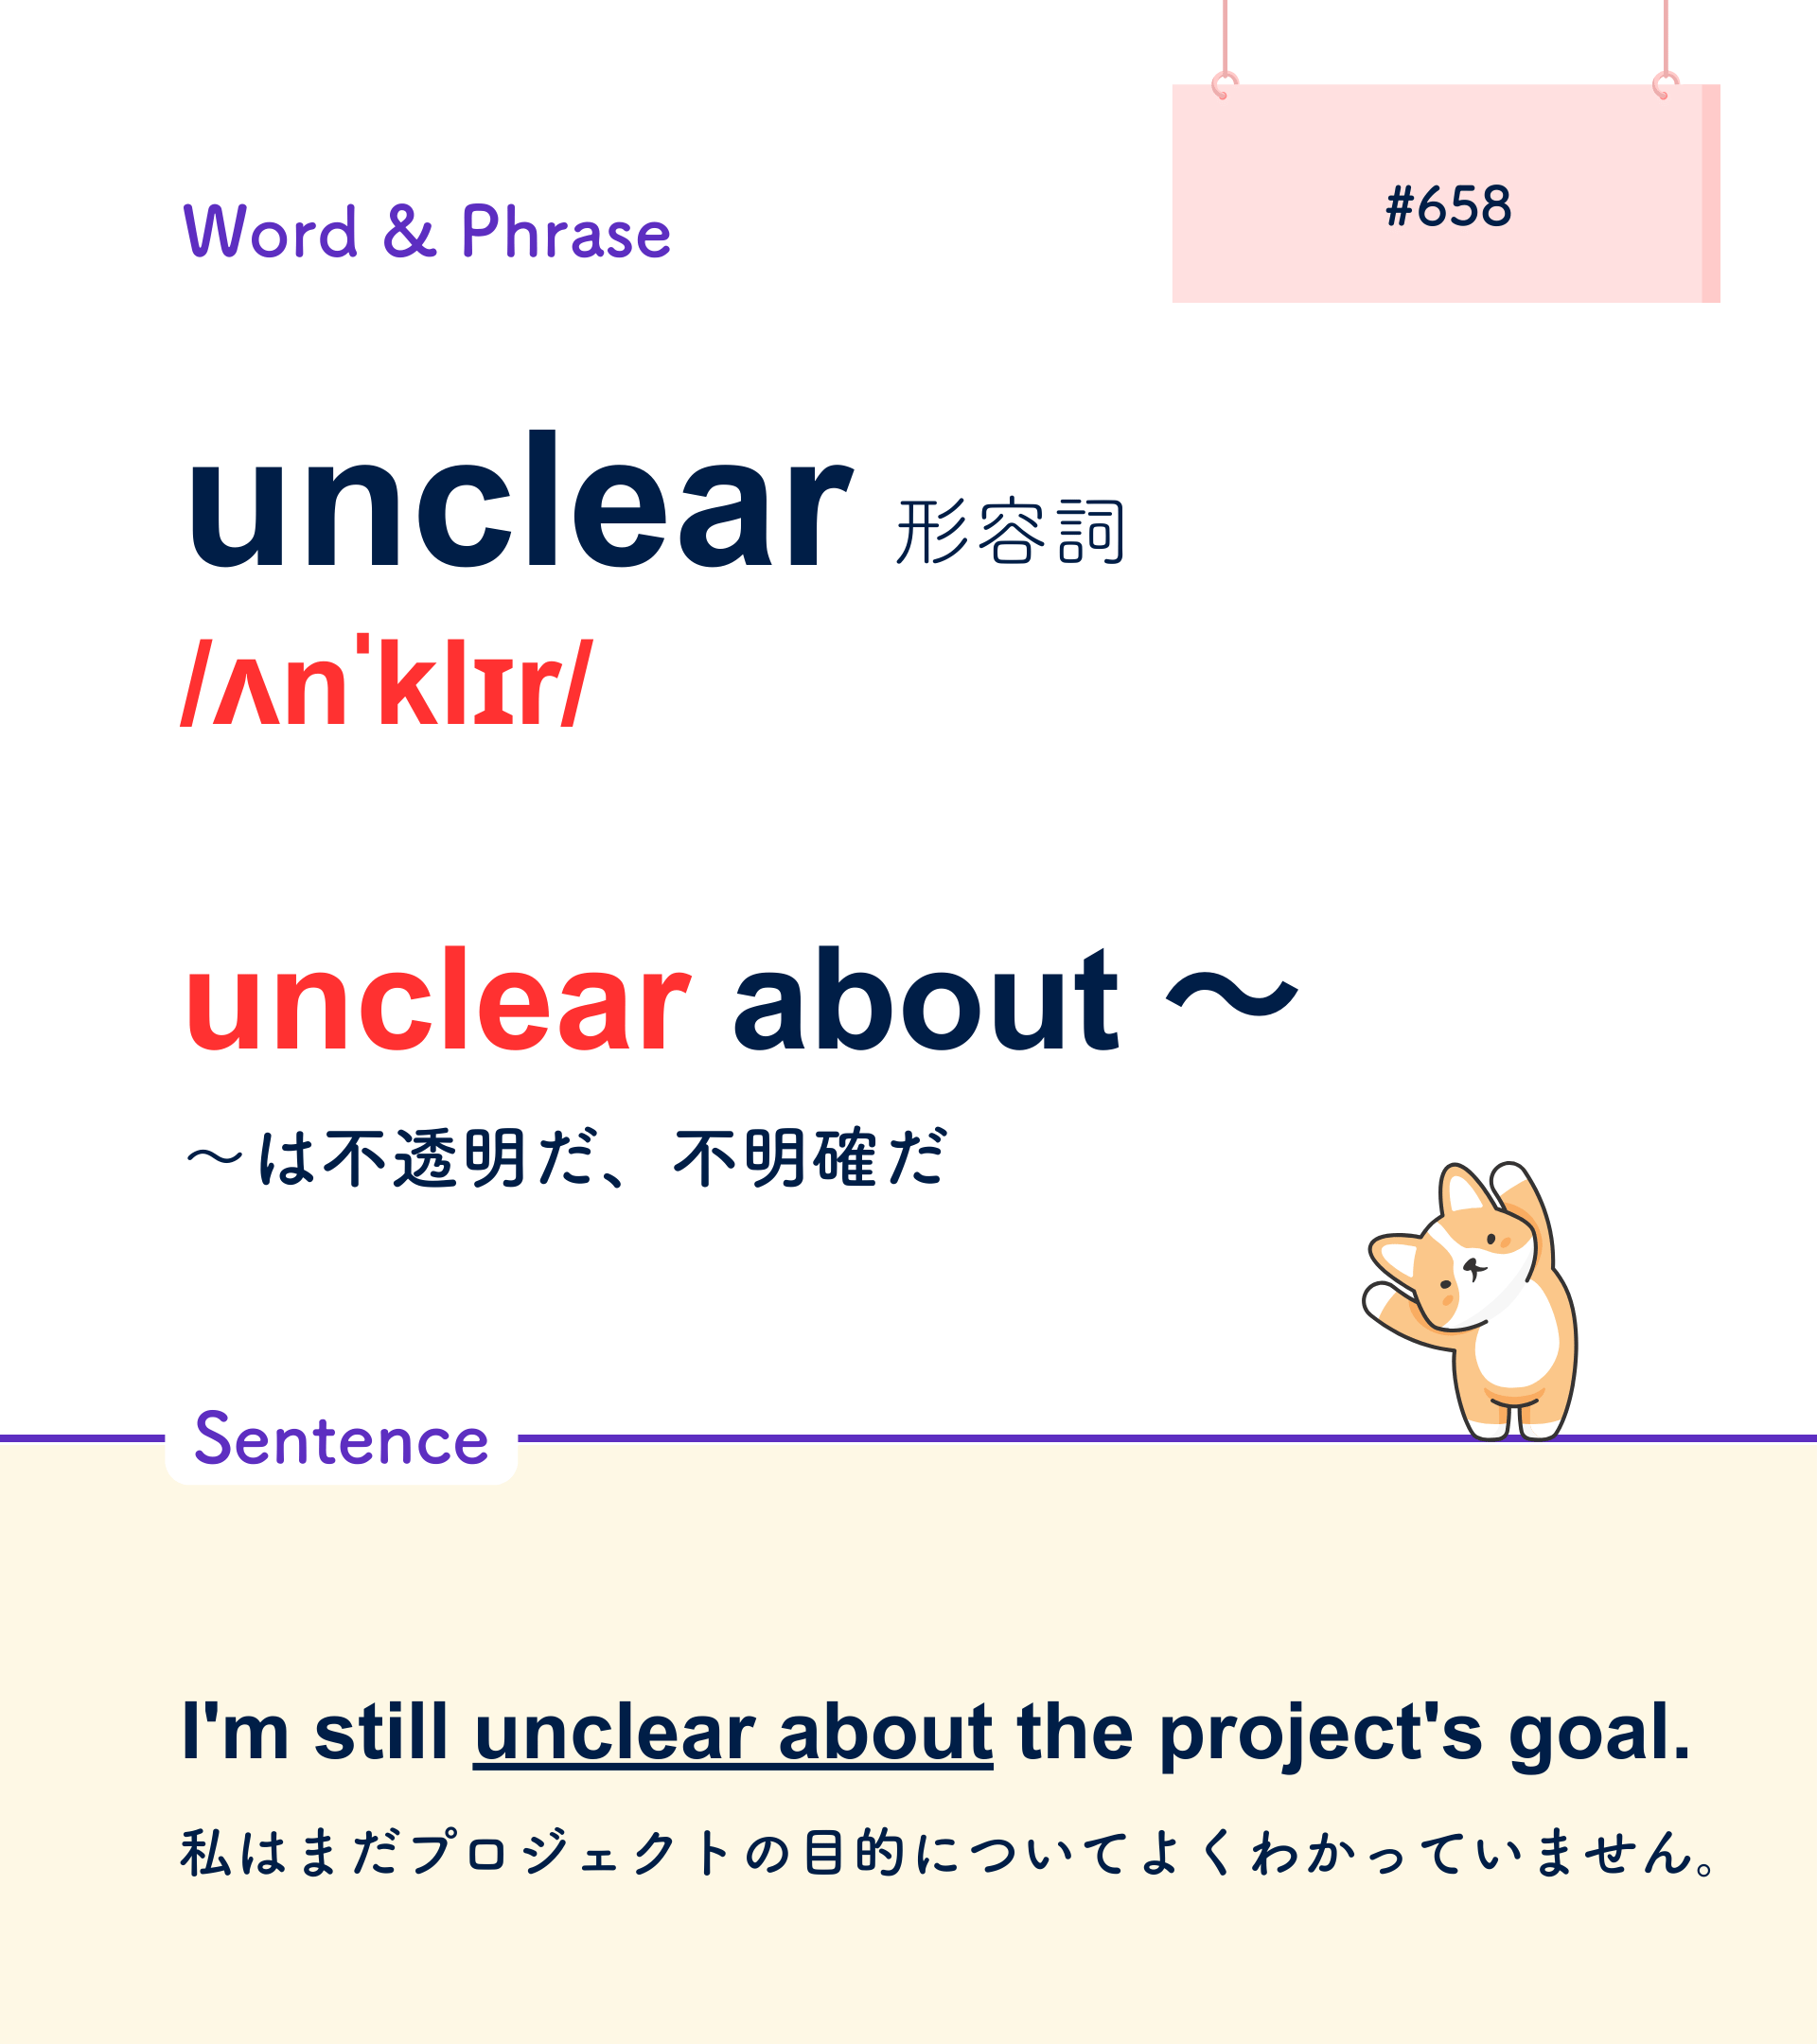 #658
Word & Phrase
unclear 形容詞
/ʌnˈklɪr/
unclear about 〜
〜は不透明だ、不明確だ
Sentence
I'm still unclear about the project's goal.
私はまだプロジェクトの目的についてよくわかっていません。